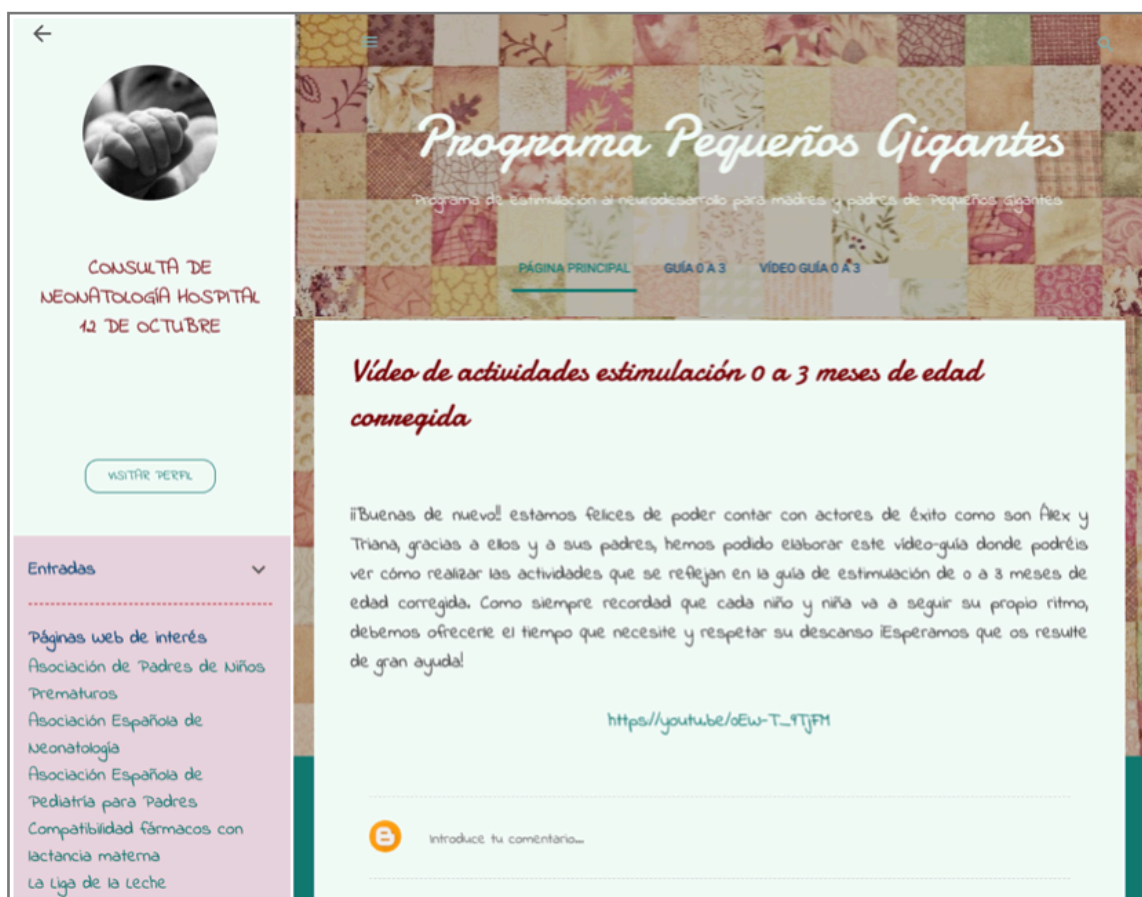 CONSULTA DE
NEONATOLOGÍA HOSPITAL
12 DE OCTUBRE
VISITAR PERFIL
Entradas
Páginas web de interés
Asociación de Padres de Niños
Prematuros
Asociación Española de
Neonatología
Asociación Española de
Pediatría para Padres
Compatibilidad fármacos con
lactancia materna
La Liga de la Leche
Programa Pequeños Gigantes
Programa de estimulación al neurodesarrollo para madres y padres de Pequeños Gigantes
PÁGINA PRINCIPAL GUÍA 0 A 3 VÍDEO GUÍA 0 A 3
Vídeo de actividades estimulación 0 a 3 meses de edad
corregida
¡¡Buenas de nuevo!! estamos felices de poder contar con actores de éxito como son Álex y
Triana, gracias a ellos y a sus padres, hemos podido elaborar este vídeo-guía donde podréis
ver cómo realizar las actividades que se reflejan en la guía de estimulación de 0 a 3 meses de
edad corregida. Como siempre recordad que cada niño y niña va a seguir su propio ritmo,
debemos ofrecerle el tiempo que necesite y respetar su descanso ¡Esperamos que os resulte
de gran ayuda!
https://youtu.be/oEw-T_9TjFM
Introduce tu comentario...